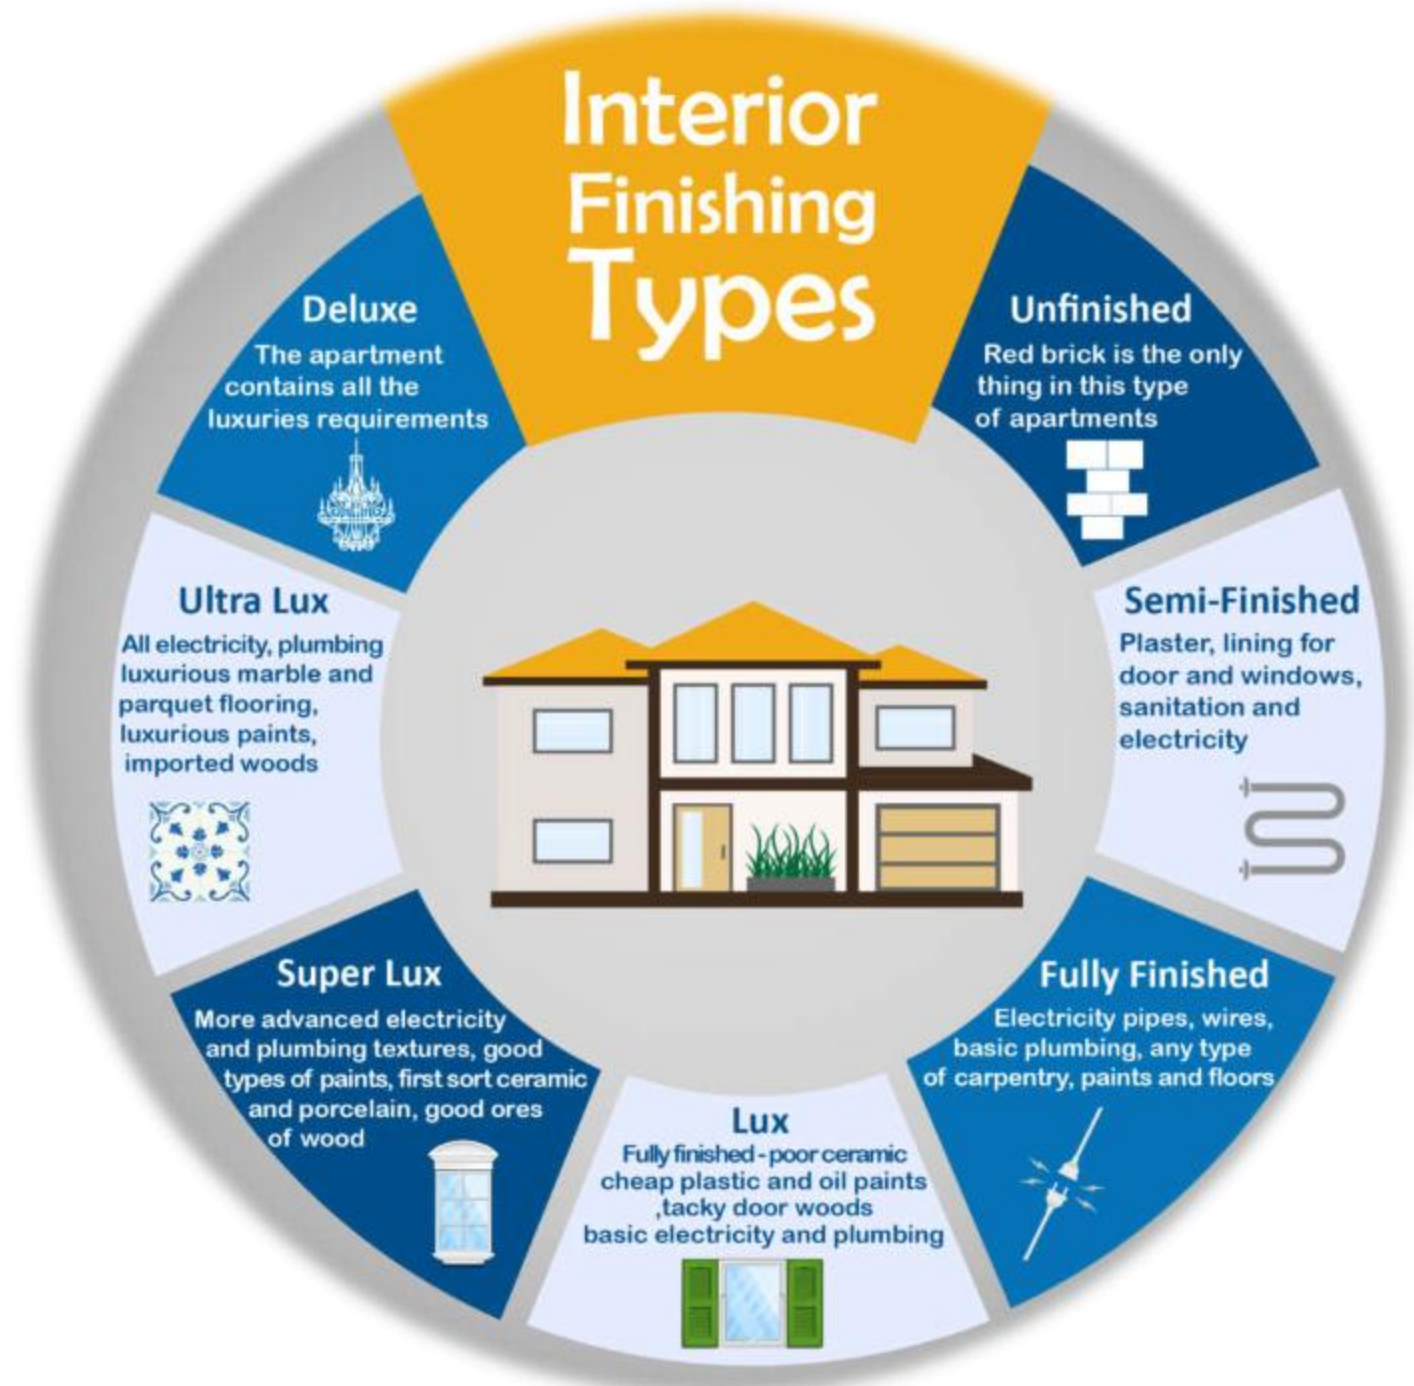 Interior
Finishing
Types
Unfinished
Red brick is the only
thing in this type
of apartments
Semi-Finished
Plaster, lining for
door and windows,
sanitation and
electricity
Fully Finished
Electricity pipes, wires,
basic plumbing, any type
of carpentry, paints and floors
Lux
Fully finished - poor ceramic
cheap plastic and oil paints
,tacky door woods
basic electricity and plumbing
Super Lux
More advanced electricity
and plumbing textures, good
types of paints, first sort ceramic
and porcelain, good ores
of wood
Ultra Lux
All electricity, plumbing
luxurious marble and
parquet flooring,
luxurious paints,
imported woods
Deluxe
The apartment
contains all the
luxuries requirements